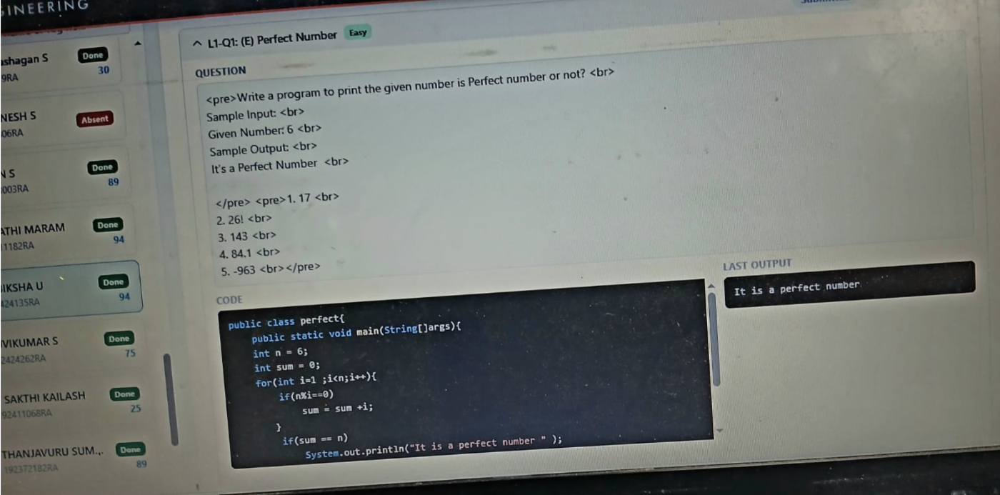 INEERING
^ L1-Q1: (E) Perfect Number Easy
QUESTION
<pre>Write a program to print the given number is Perfect number or not? <br>
Sample Input: <br>
Given Number: 6 <br>
Sample Output: <br>
It's a Perfect Number <br>
</pre> <pre>1. 17 <br>
2. 26! <br>
3. 143 <br>
4. 84.1 <br>
5. -963 <br></pre>
CODE
public class perfect{
public static void main(String[]args){
int n = 6;
int sum = 0;
for(int i=1 ;i<n;i++){
if(n%i==0)
sum = sum +i;
}
if(sum == n)
System.out.println("It is a perfect number " );
LAST OUTPUT
It is a perfect number
ashagan S Done
9RA 30
NESH S Absent
06RA
N S Done
003RA 89
ATHI MARAM Done
1182RA 94
IKSHA U Done
424135RA 94
VIKUMAR S Done
2424262RA 75
SAKTHI KAILASH Done
92411068RA 25
THANJAVURU SUM... Done
192372182RA 89